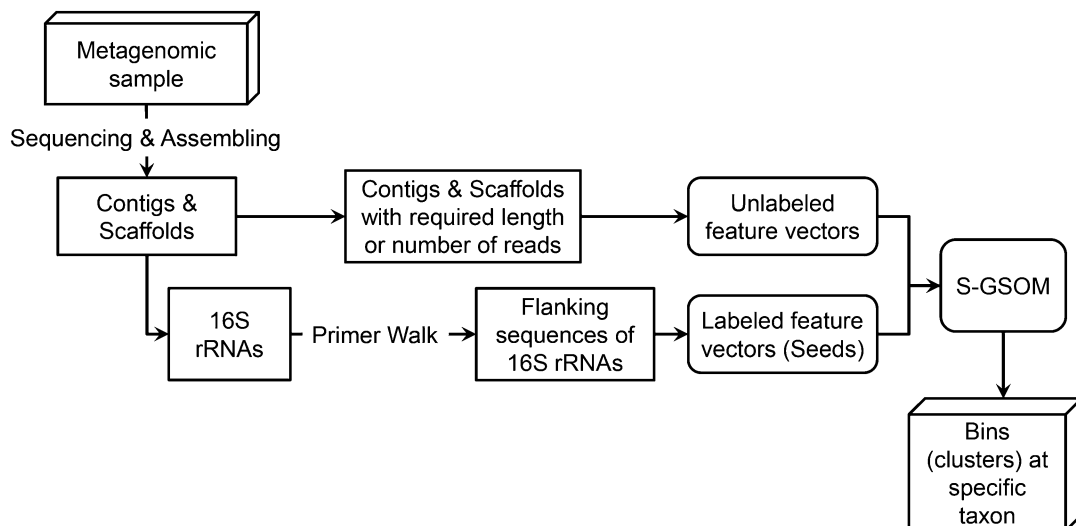 Metagenomic
sample
Sequencing & Assembling
Contigs &
Scaffolds
Contigs & Scaffolds
with required length
or number of reads
Unlabeled
feature vectors
S-GSOM
16S
rRNAs
Primer Walk
Flanking
sequences of
16S rRNAs
Labeled feature
vectors (Seeds)
Bins
(clusters) at
specific
taxon